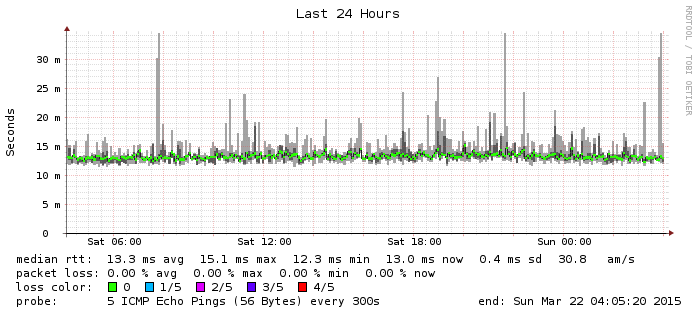 Last 24 Hours
RRDTOOL / TOBI OETIKER
Seconds
30 m
25 m
20 m
15 m
10 m
5 m
0
Sat 06:00 Sat 12:00 Sat 18:00 Sun 00:00
median rtt: 13.3 ms avg 15.1 ms max 12.3 ms min 13.0 ms now 0.4 ms sd 30.8 am/s
packet loss: 0.00 % avg 0.00 % max 0.00 % min 0.00 % now
loss color: 0 1/5 2/5 3/5 4/5
probe: 5 ICMP Echo Pings (56 Bytes) every 300s end: Sun Mar 22 04:05:20 2015